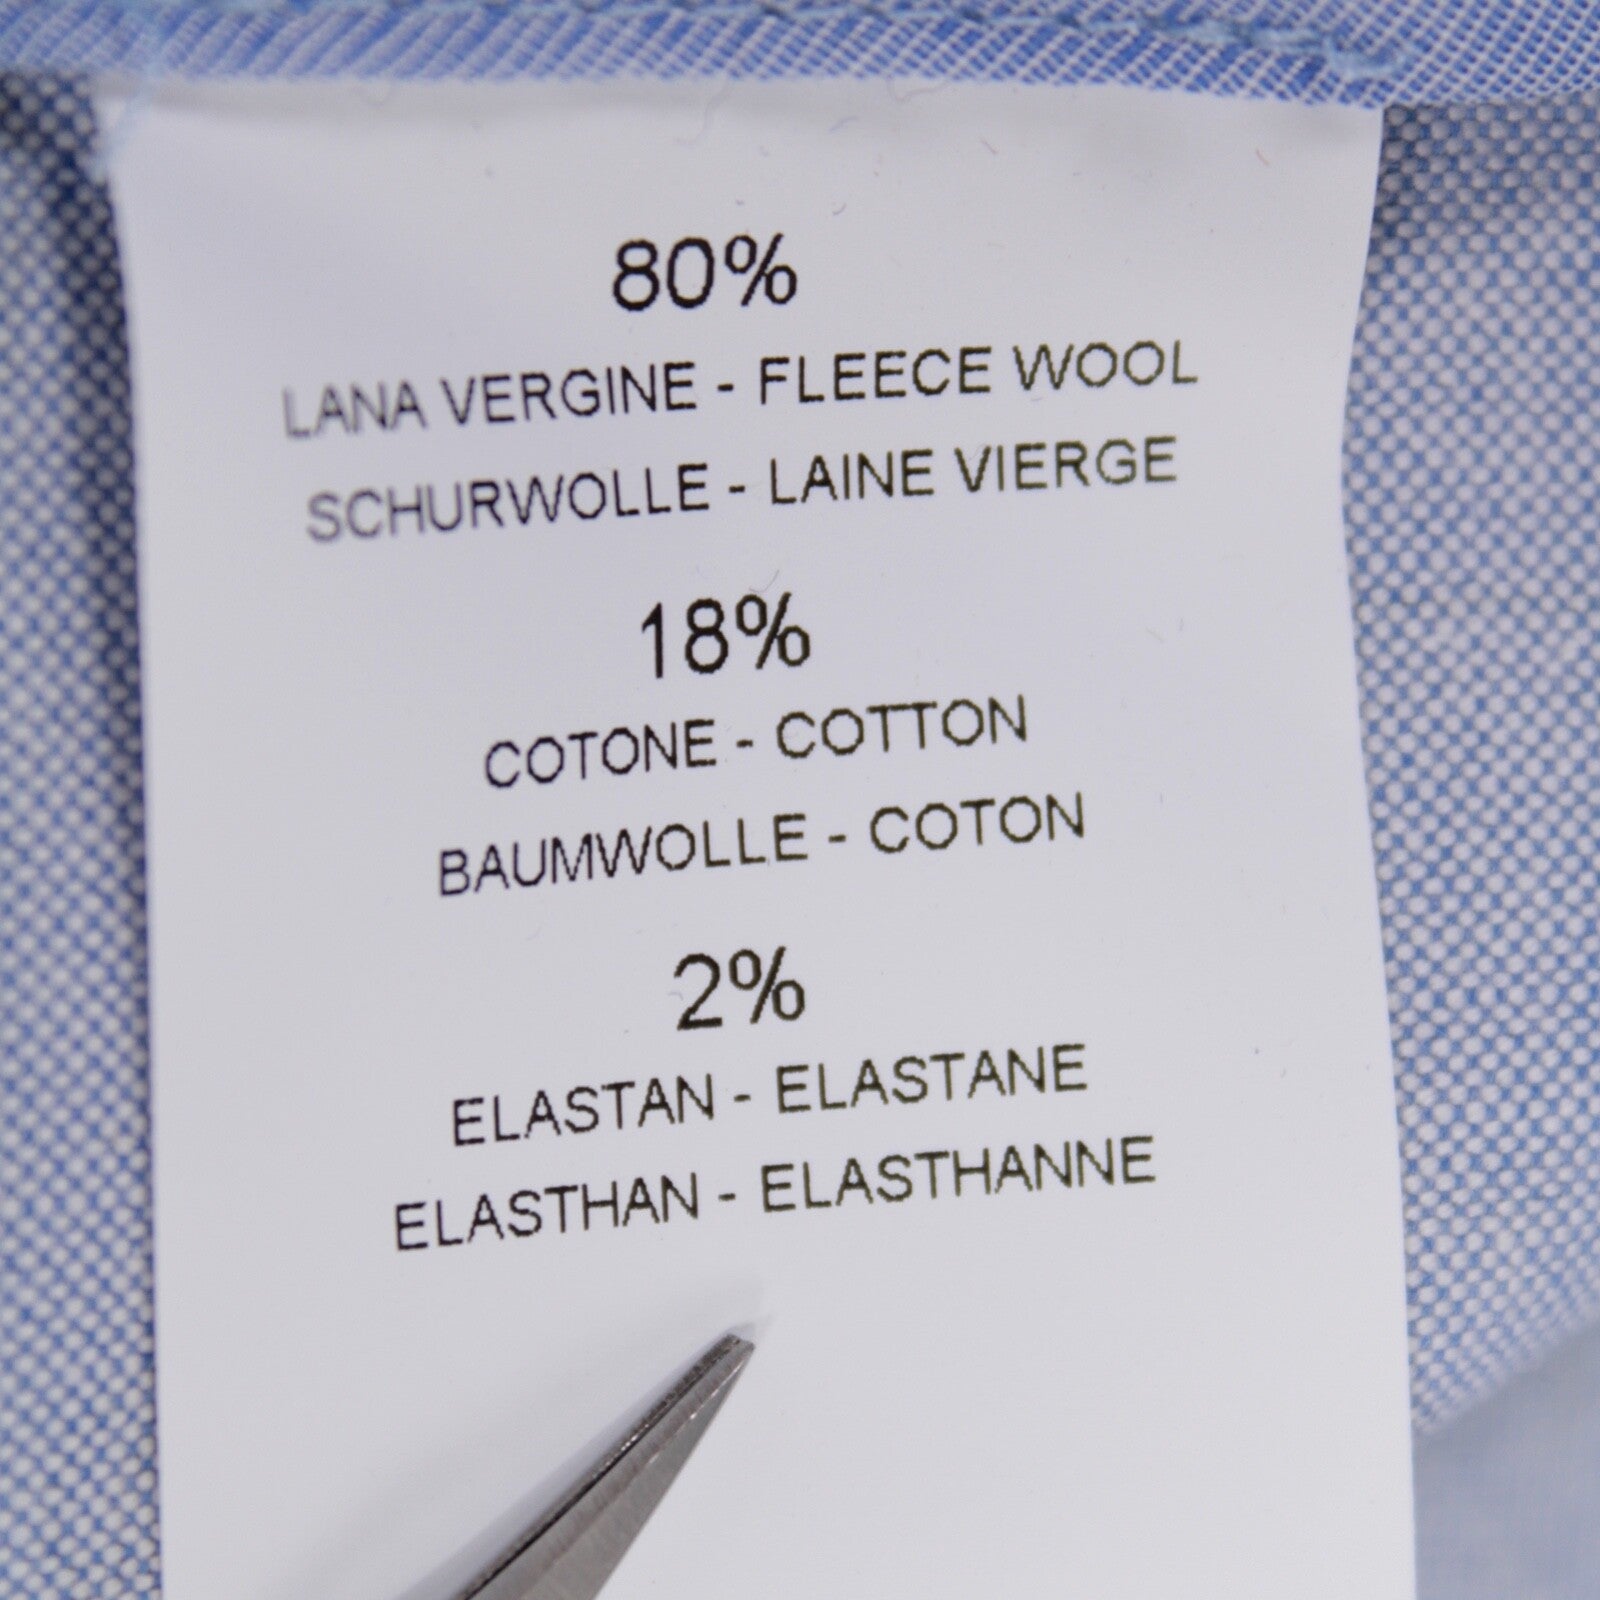 80%
LANA VERGINE - FLEECE WOOL
SCHURWOLLE - LAINE VIERGE
18%
COTONE - COTTON
BAUMWOLLE - COTON
2%
ELASTAN - ELASTANE
ELASTHAN - ELASTHANNE